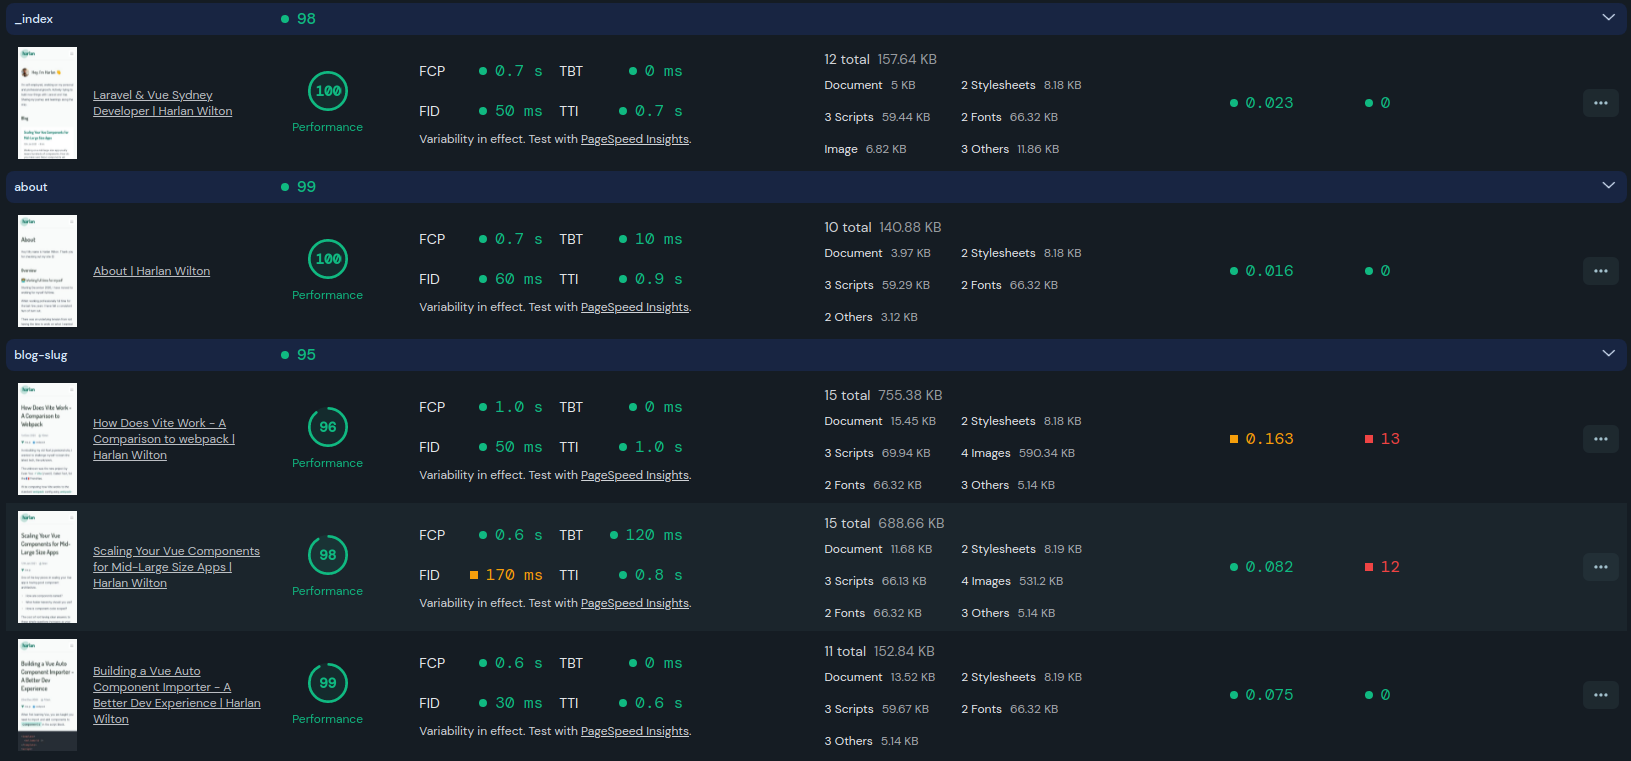 _index 98
Laravel & Vue Sydney
Developer | Harlan Wilton
100
Performance
FCP 0.7 s TBT 0 ms
FID 50 ms TTI 0.7 s
Variability in effect. Test with PageSpeed Insights.
12 total 157.64 KB
Document 5 KB 2 Stylesheets 8.18 KB
3 Scripts 59.44 KB 2 Fonts 66.32 KB
Image 6.82 KB 3 Others 11.86 KB
0.023 0
about 99
About | Harlan Wilton
100
Performance
FCP 0.7 s TBT 10 ms
FID 60 ms TTI 0.9 s
Variability in effect. Test with PageSpeed Insights.
10 total 140.88 KB
Document 3.97 KB 2 Stylesheets 8.18 KB
3 Scripts 59.29 KB 2 Fonts 66.32 KB
2 Others 3.12 KB
0.016 0
blog-slug 95
How Does Vite Work - A
Comparison to webpack |
Harlan Wilton
96
Performance
FCP 1.0 s TBT 0 ms
FID 50 ms TTI 1.0 s
Variability in effect. Test with PageSpeed Insights.
15 total 755.38 KB
Document 15.45 KB 2 Stylesheets 8.18 KB
3 Scripts 69.94 KB 4 Images 590.34 KB
2 Fonts 66.32 KB 3 Others 5.14 KB
0.163 13
Scaling Your Vue Components
for Mid-Large Size Apps |
Harlan Wilton
98
Performance
FCP 0.6 s TBT 120 ms
FID 170 ms TTI 0.8 s
Variability in effect. Test with PageSpeed Insights.
15 total 688.66 KB
Document 11.68 KB 2 Stylesheets 8.19 KB
3 Scripts 66.13 KB 4 Images 531.2 KB
2 Fonts 66.32 KB 3 Others 5.14 KB
0.082 12
Building a Vue Auto
Component Importer - A
Better Dev Experience | Harlan
Wilton
99
Performance
FCP 0.6 s TBT 0 ms
FID 30 ms TTI 0.6 s
Variability in effect. Test with PageSpeed Insights.
11 total 152.84 KB
Document 13.52 KB 2 Stylesheets 8.19 KB
3 Scripts 59.67 KB 2 Fonts 66.32 KB
3 Others 5.14 KB
0.075 0